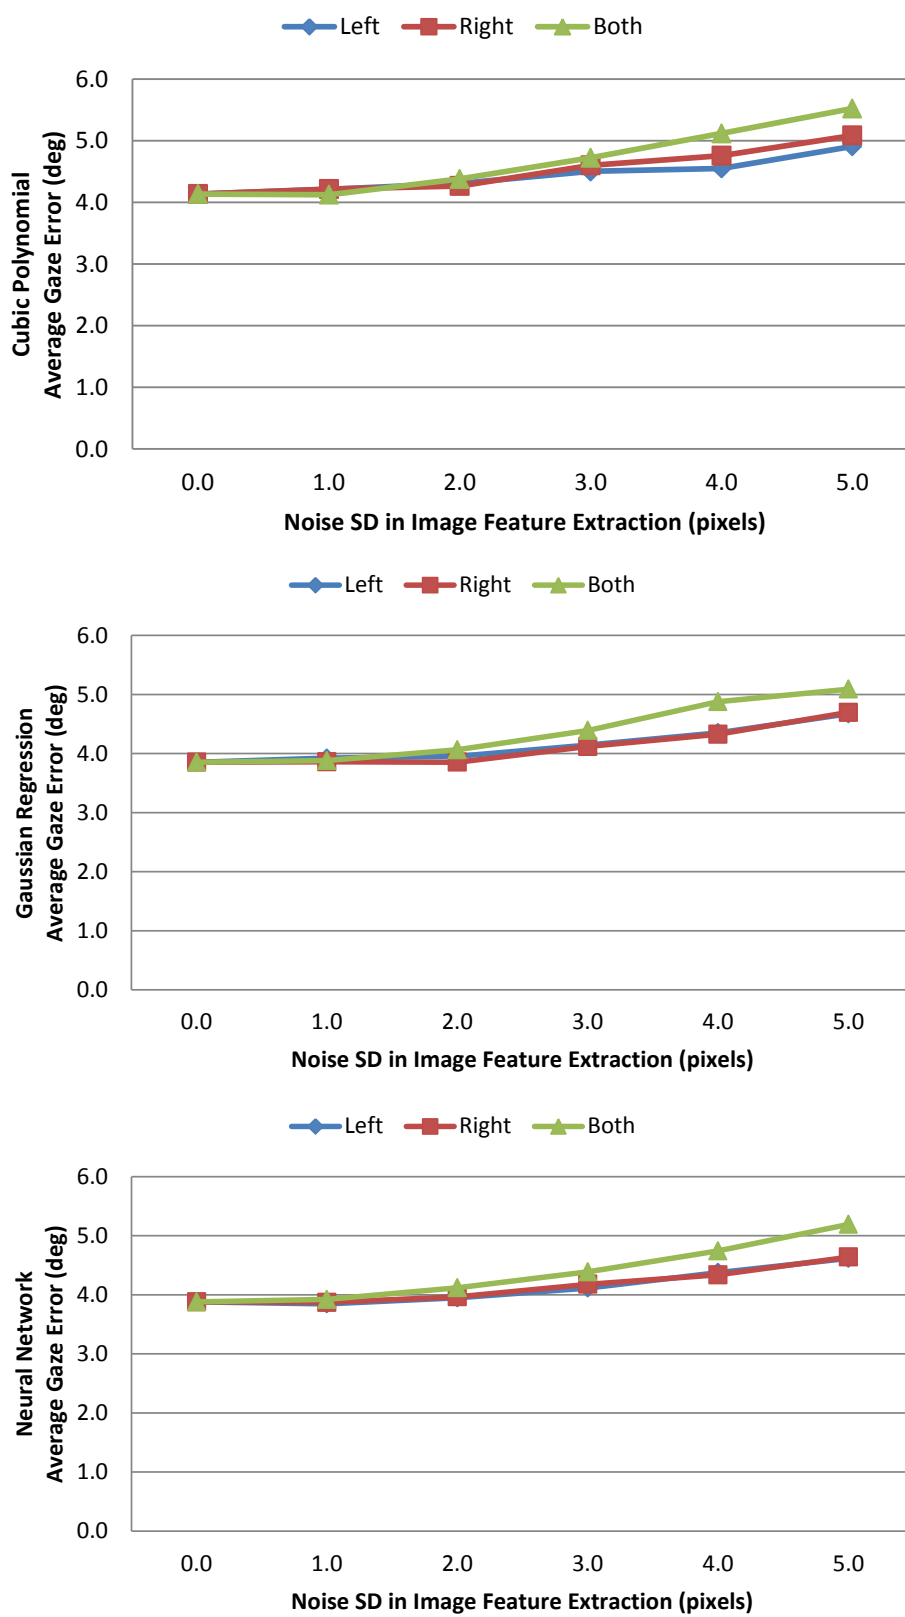 Left Right Both
Cubic Polynomial
Average Gaze Error (deg)
6.0
5.0
4.0
3.0
2.0
1.0
0.0
0.0 1.0 2.0 3.0 4.0 5.0
Noise SD in Image Feature Extraction (pixels)
Left Right Both
Gaussian Regression
Average Gaze Error (deg)
6.0
5.0
4.0
3.0
2.0
1.0
0.0
0.0 1.0 2.0 3.0 4.0 5.0
Noise SD in Image Feature Extraction (pixels)
Left Right Both
Neural Network
Average Gaze Error (deg)
6.0
5.0
4.0
3.0
2.0
1.0
0.0
0.0 1.0 2.0 3.0 4.0 5.0
Noise SD in Image Feature Extraction (pixels)